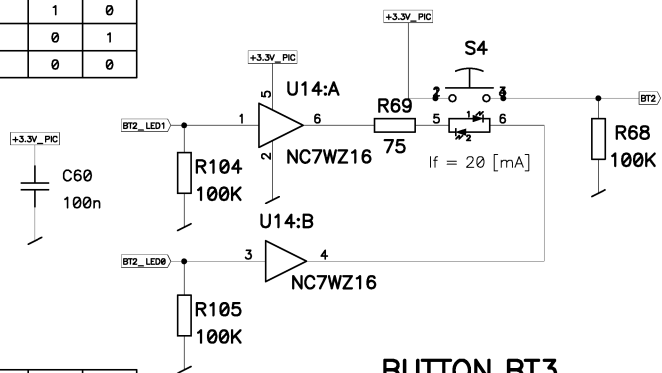 1 0
0 1
0 0
+3.3V_PIC
S4
+3.3V_PIC
5
U14:A
BT2_LED1
1
6
R69
5
1
2
6
BT2
+3.3V_PIC
75
R68
100K
2
NC7WZ16
If = 20 [mA]
C60
100n
R104
100K
U14:B
BT2_LED0
3
4
NC7WZ16
R105
100K
BUTTON BT3